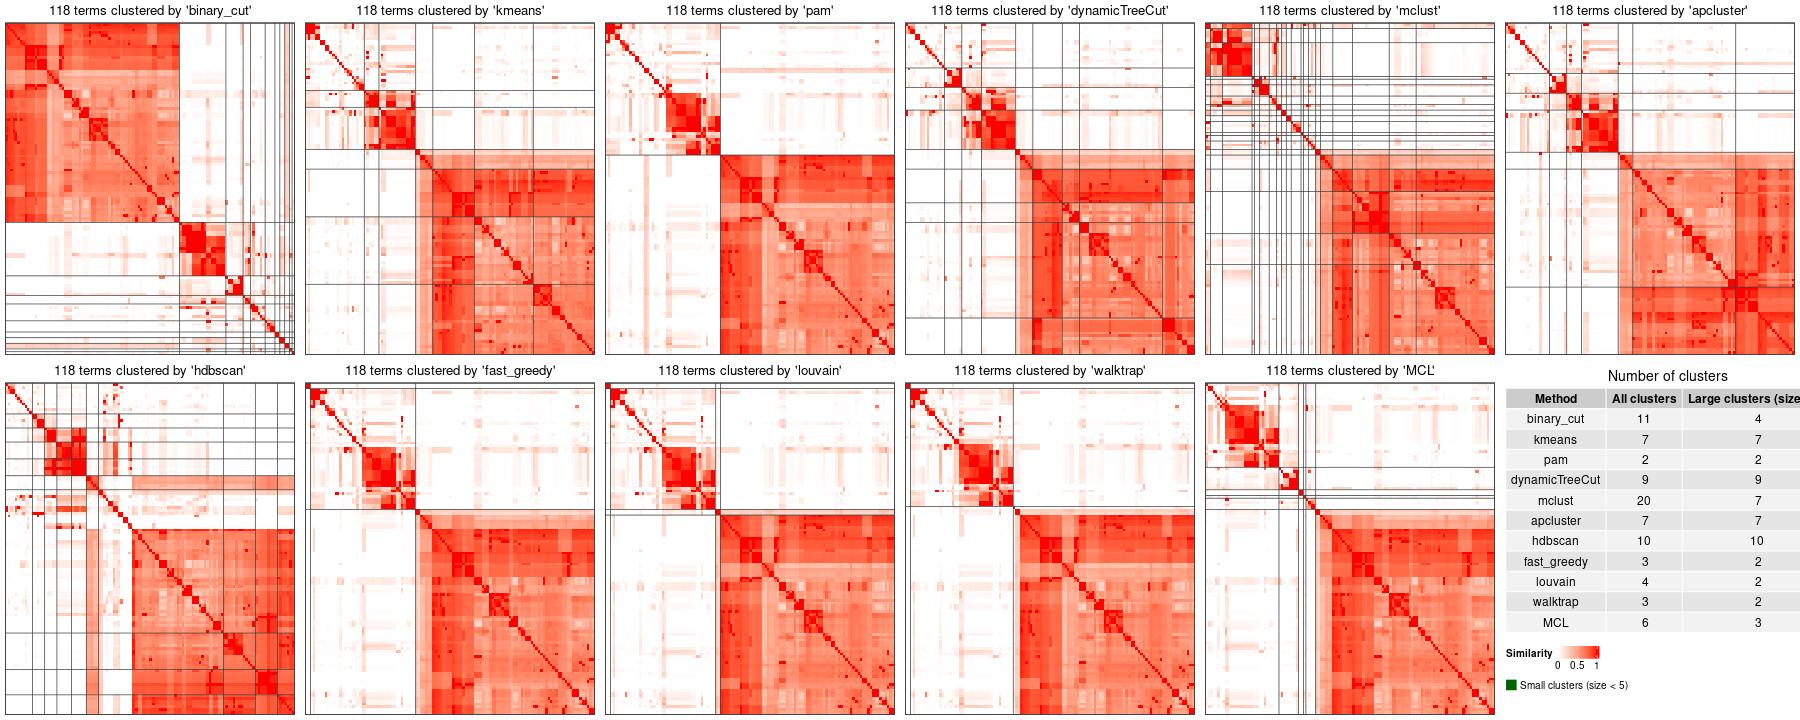 118 terms clustered by 'binary_cut'
118 terms clustered by 'kmeans'
118 terms clustered by 'pam'
118 terms clustered by 'dynamicTreeCut'
118 terms clustered by 'mclust'
118 terms clustered by 'apcluster'
118 terms clustered by 'hdbscan'
118 terms clustered by 'fast_greedy'
118 terms clustered by 'louvain'
118 terms clustered by 'walktrap'
118 terms clustered by 'MCL'
Number of clusters
Method All clusters Large clusters (size
binary_cut 11 4
kmeans 7 7
pam 2 2
dynamicTreeCut 9 9
mclust 20 7
apcluster 7 7
hdbscan 10 10
fast_greedy 3 2
louvain 4 2
walktrap 3 2
MCL 6 3
Similarity
0 0.5 1
Small clusters (size < 5)